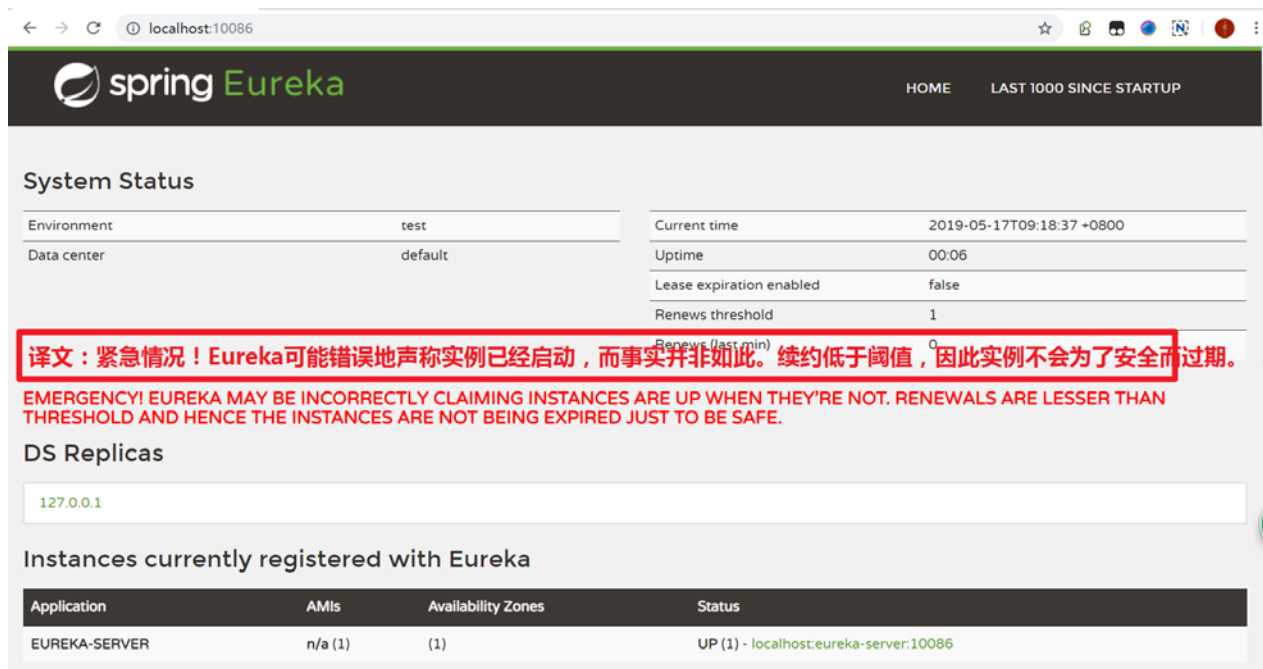 localhost:10086
spring Eureka
HOME LAST 1000 SINCE STARTUP
System Status
Environment test
Data center default
Current time 2019-05-17T09:18:37 +0800
Uptime 00:06
Lease expiration enabled false
Renews threshold 1
Renews (last min) 0
译文：紧急情况！Eureka可能错误地声称实例已经启动，而事实并非如此。续约低于阈值，因此实例不会为了安全而过期。
EMERGENCY! EUREKA MAY BE INCORRECTLY CLAIMING INSTANCES ARE UP WHEN THEY'RE NOT. RENEWALS ARE LESSER THAN
THRESHOLD AND HENCE THE INSTANCES ARE NOT BEING EXPIRED JUST TO BE SAFE.
DS Replicas
127.0.0.1
Instances currently registered with Eureka
Application AMIs Availability Zones Status
EUREKA-SERVER n/a (1) (1) UP (1) - localhost:eureka-server:10086